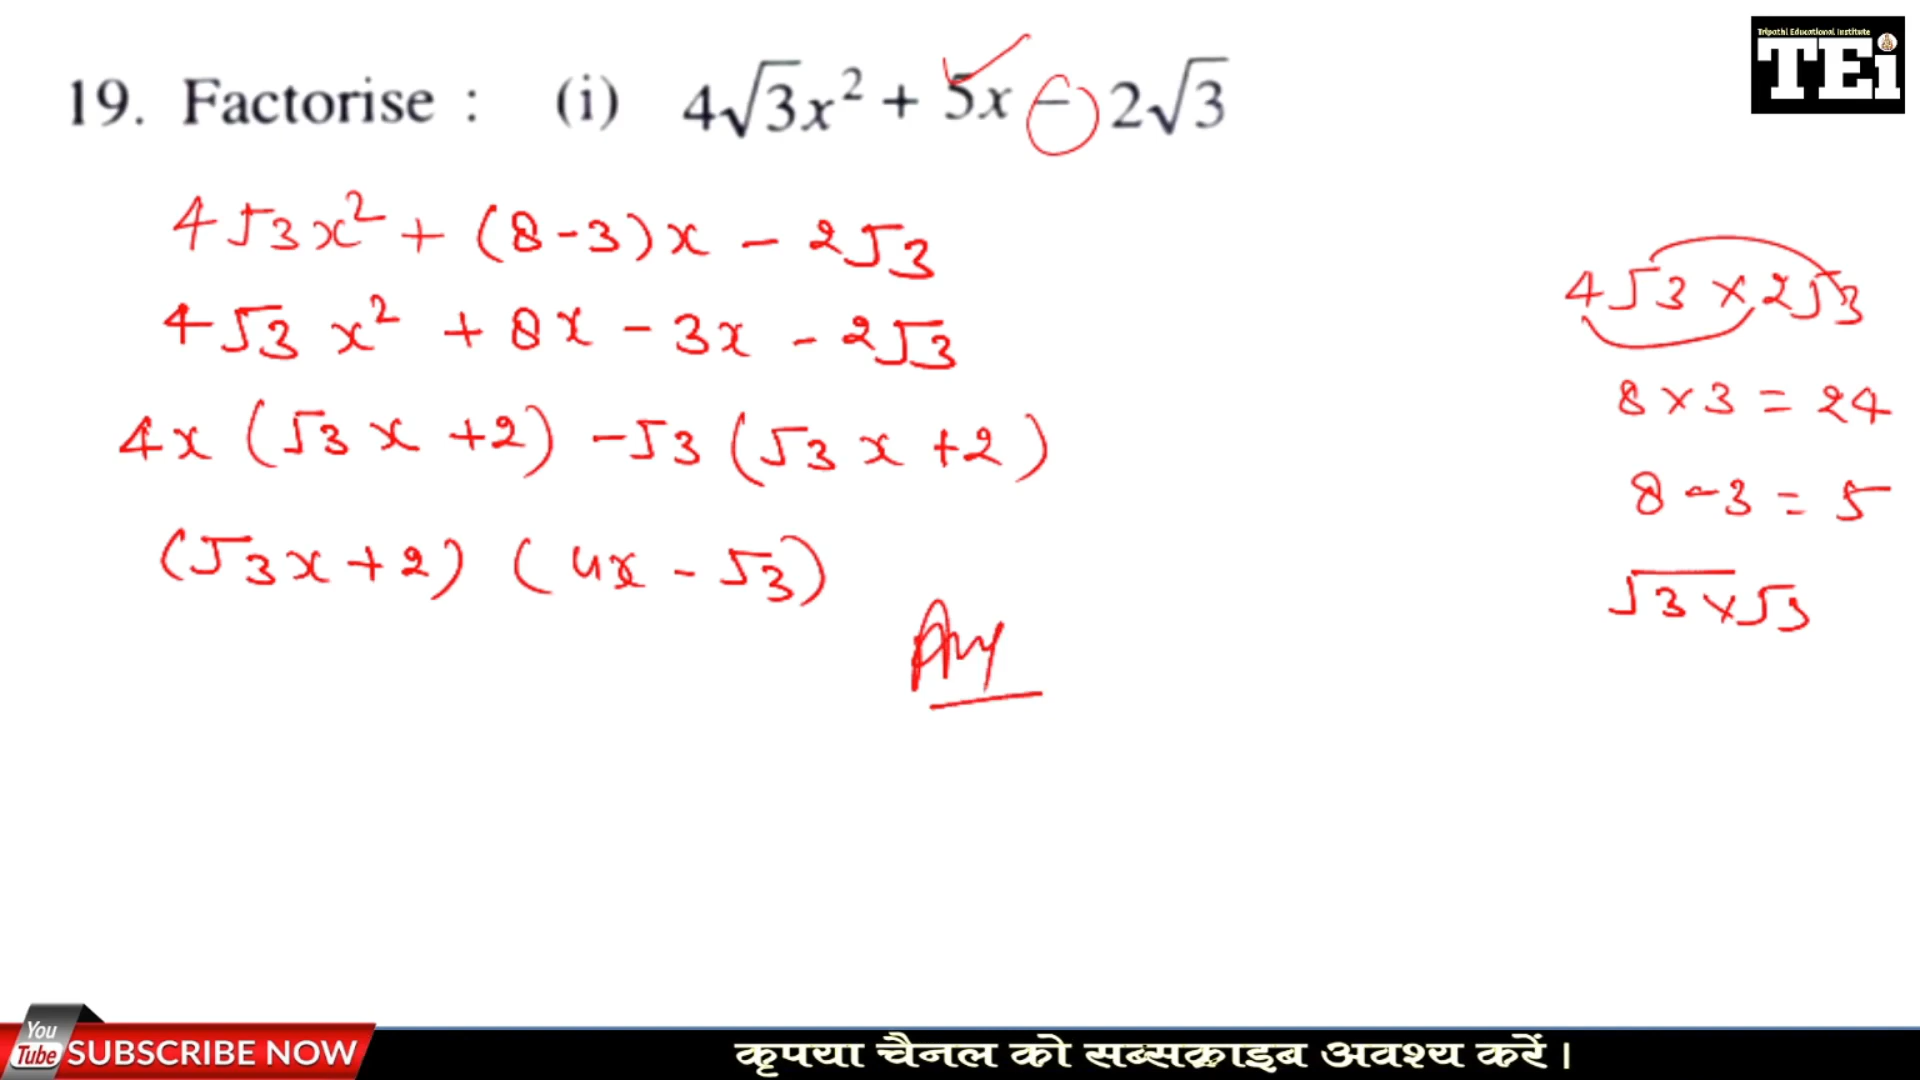 Tripathi Educational Institute
TEi
19. Factorise : (i) 4√3x² + 5x − 2√3
4√3x² + (8-3)x - 2√3
4√3 x² + 8x - 3x - 2√3
4x (√3 x +2) -√3 (√3 x +2)
(√3x+2) (4x - √3)
Ans
4√3 × 2√3
8×3 = 24
8-3 = 5
√3×√3
You
Tube SUBSCRIBE NOW
कृपया चैनल को सब्सक्राइब अवश्य करें।